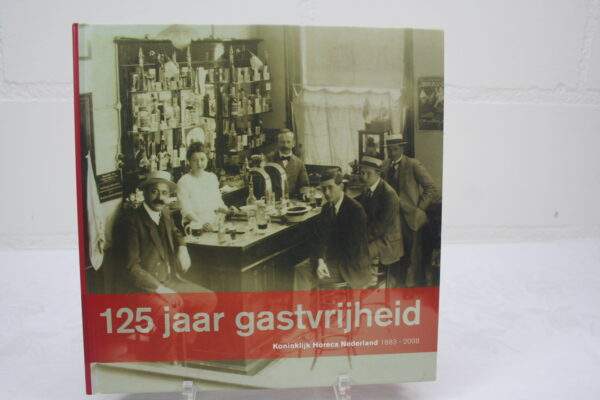 125 jaar gastvrijheid
Koninklijk Horeca Nederland 1883 - 2008